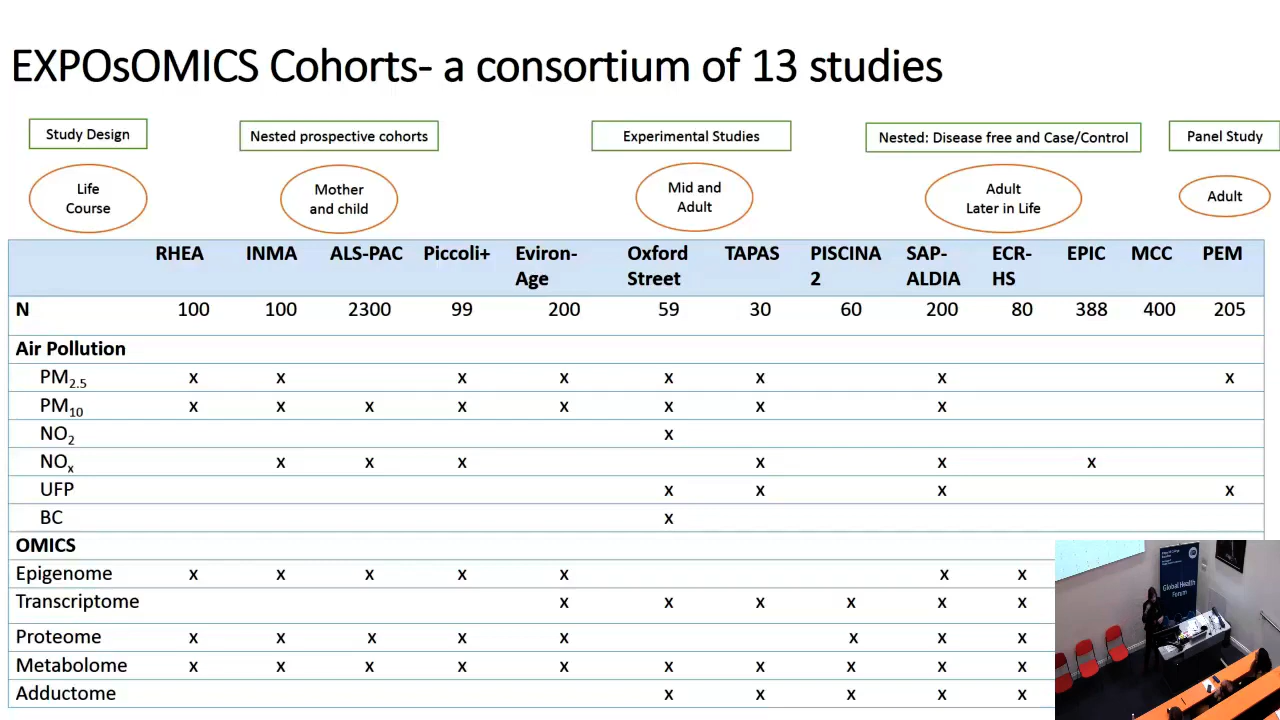 EXPOsOMICS Cohorts- a consortium of 13 studies
Study Design
Nested prospective cohorts
Experimental Studies
Nested: Disease free and Case/Control
Panel Study
Life
Course
Mother
and child
Mid and
Adult
Adult
Later in Life
Adult
RHEA INMA ALS-PAC Piccoli+ Eviron- Oxford TAPAS PISCINA SAP- ECR- EPIC MCC PEM
Age Street 2 ALDIA HS
N 100 100 2300 99 200 59 30 60 200 80 388 400 205
Air Pollution
PM2.5 x x x x x x x x
PM10 x x x x x x x x
NO2 x
NOx x x x x x x
UFP x x x x
BC x
OMICS
Epigenome x x x x x x x
Transcriptome x x x x x x
Proteome x x x x x x x x
Metabolome x x x x x x x x x x
Adductome x x x x x
Global Health
Forum